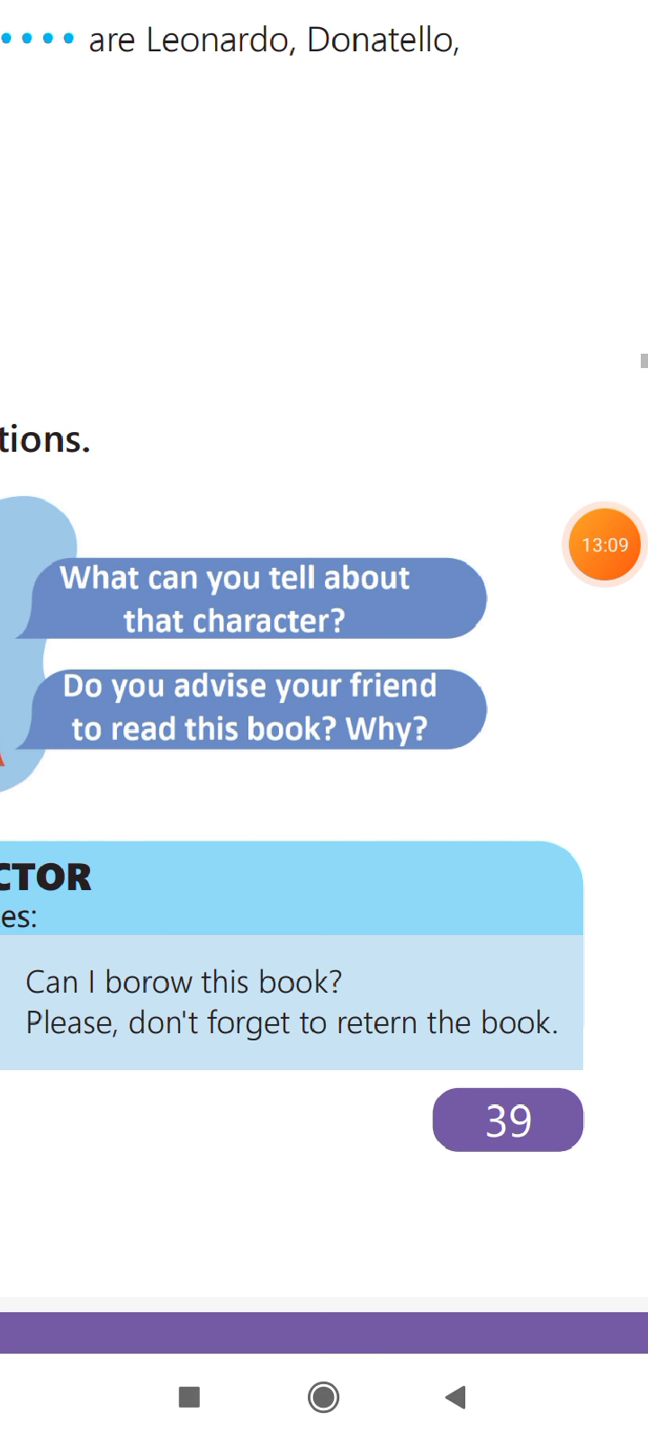 are Leonardo, Donatello,
tions.
13:09
What can you tell about
that character?
Do you advise your friend
to read this book? Why?
CTOR
es:
Can I borow this book?
Please, don't forget to retern the book.
39